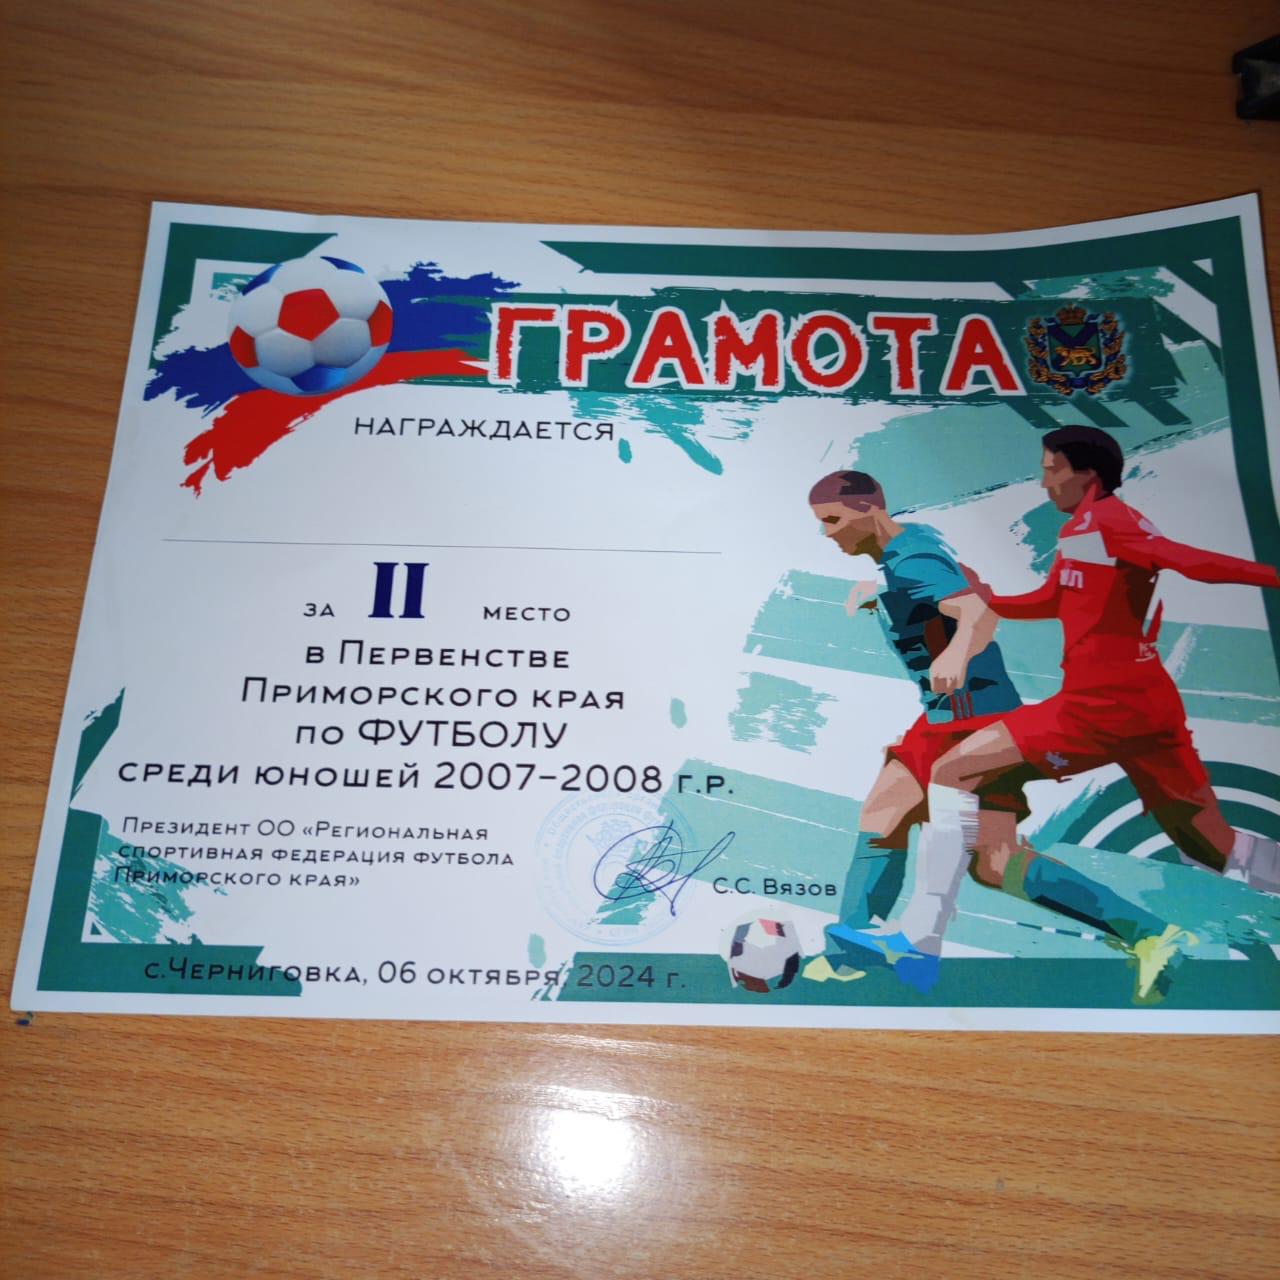 ГРАМОТА
НАГРАЖДАЕТСЯ
ЗА II МЕСТО
В ПЕРВЕНСТВЕ
ПРИМОРСКОГО КРАЯ
ПО ФУТБОЛУ
СРЕДИ ЮНОШЕЙ 2007-2008 Г.Р.
ПРЕЗИДЕНТ ОО «РЕГИОНАЛЬНАЯ
СПОРТИВНАЯ ФЕДЕРАЦИЯ ФУТБОЛА
ПРИМОРСКОГО КРАЯ»
С.С. ВЯЗОВ
С.ЧЕРНИГОВКА, 06 ОКТЯБРЯ, 2024 Г.